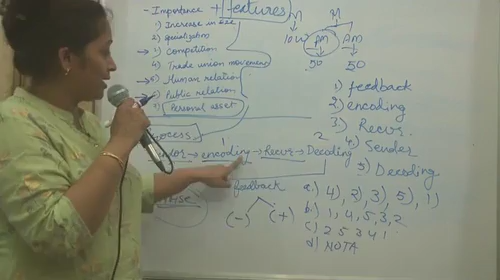 - Importance + features
1) Increase in size
2) specialization
3) Competition
4) Trade union movement
5) Human relation
6) Public relation
7) Personal asset
M
10 W
M
AM AM
50 50
Process
→ encoding → Recvr → Decoding
1
2
feedback
(-) (+)
1) feedback
2) encoding
3) Recvr.
4. Sender
5) Decoding
a.) 4), 2), 3), 5), 1)
b.) 1, 4, 5, 3, 2
c.) 2 5 3 4 1
d) NOTA